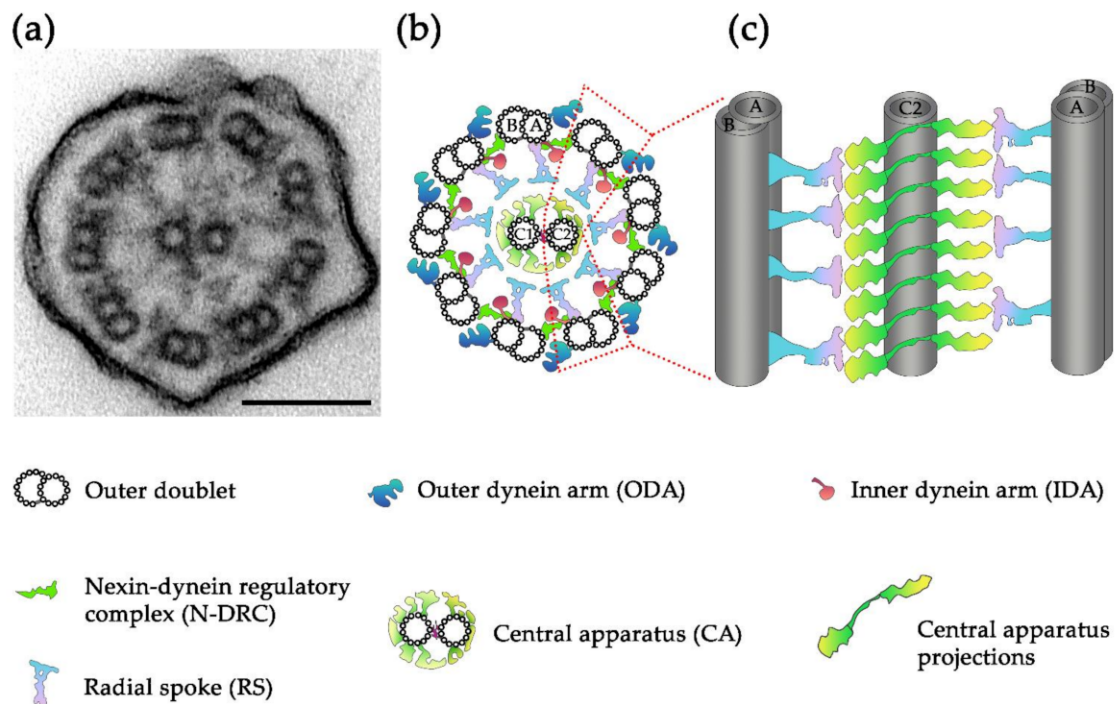 (a)
(b)
(c)
B A
C1 C2
A
B
C2
B
A
Outer doublet
Outer dynein arm (ODA)
Inner dynein arm (IDA)
Nexin-dynein regulatory
complex (N-DRC)
Central apparatus (CA)
Central apparatus
projections
Radial spoke (RS)